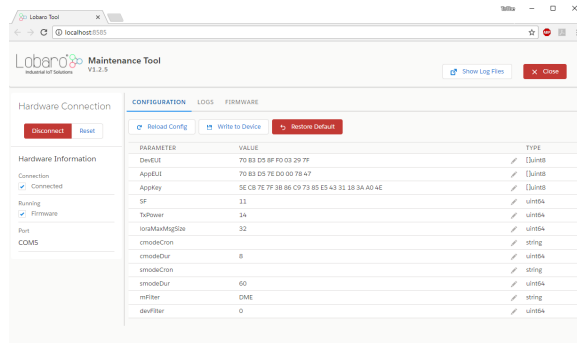 Lobaro Tool
localhost:8585
Lobaro
Industrial IoT Solutions
Maintenance Tool
V1.2.5
Show Log Files
Close
Hardware Connection
Disconnect
Reset
Hardware Information
Connection
Connected
Running
Firmware
Port
COM5
CONFIGURATION LOGS FIRMWARE
Reload Config Write to Device Restore Default
PARAMETER VALUE TYPE
DevEUI 70 B3 D5 8F F0 03 29 7F []uint8
AppEUI 70 B3 D5 7E D0 00 78 47 []uint8
AppKey 5E CB 7E 7F 3B 86 C9 73 85 E5 43 31 18 3A A0 4E []uint8
SF 11 uint64
TxPower 14 uint64
loraMaxMsgSize 32 uint64
cmodeCron string
cmodeDur 8 uint64
smodeCron string
smodeDur 60 uint64
mFilter DME string
devFilter 0 uint64